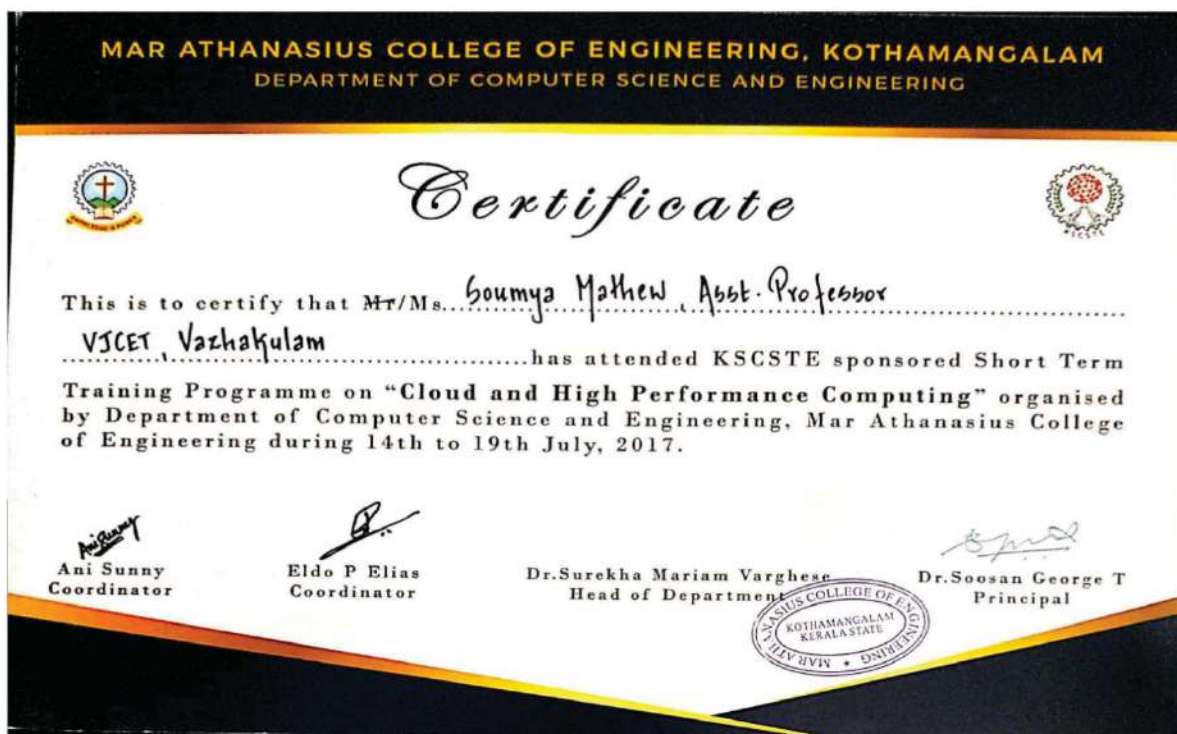 MAR ATHANASIUS COLLEGE OF ENGINEERING, KOTHAMANGALAM
DEPARTMENT OF COMPUTER SCIENCE AND ENGINEERING
Certificate
KSCSTE
This is to certify that Mr/Ms. Soumya Mathew, Asst. Professor
VJCET, Vazhakulam has attended KSCSTE sponsored Short Term
Training Programme on “Cloud and High Performance Computing” organised
by Department of Computer Science and Engineering, Mar Athanasius College
of Engineering during 14th to 19th July, 2017.
Ani Sunny
Ani Sunny Eldo P Elias Dr.Surekha Mariam Varghese Dr.Soosan George T
Coordinator Coordinator Head of Department Principal
MAR ATHANASIUS COLLEGE OF ENGINEERING
KOTHAMANGALAM
KERALA STATE